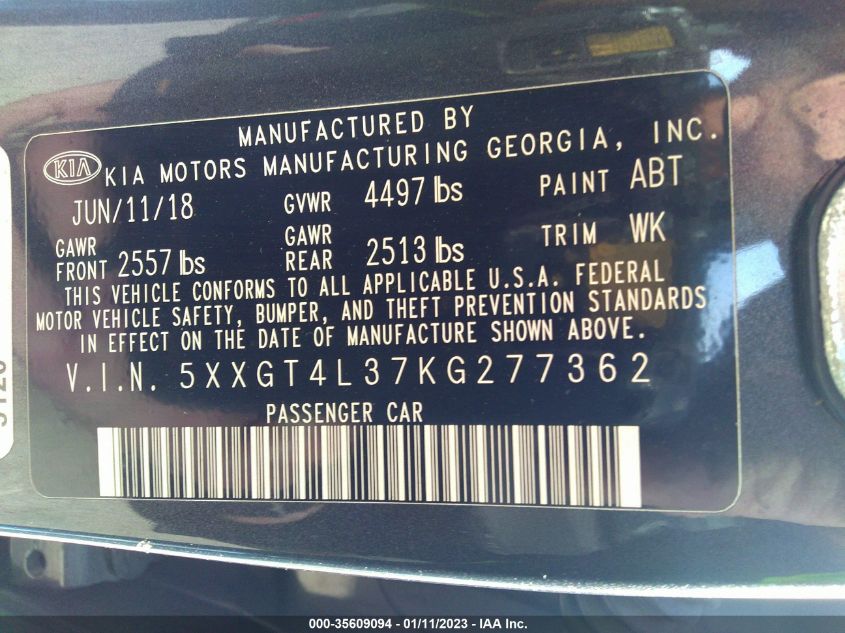 MANUFACTURED BY
KIA KIA MOTORS MANUFACTURING GEORGIA, INC.
JUN/11/18 GVWR 4497 lbs PAINT ABT
GAWR FRONT 2557 lbs GAWR REAR 2513 lbs TRIM WK
THIS VEHICLE CONFORMS TO ALL APPLICABLE U.S.A. FEDERAL
MOTOR VEHICLE SAFETY, BUMPER, AND THEFT PREVENTION STANDARDS
IN EFFECT ON THE DATE OF MANUFACTURE SHOWN ABOVE.
V.I.N. 5XXGT4L37KG277362
PASSENGER CAR
000-35609094 - 01/11/2023 - IAA Inc.